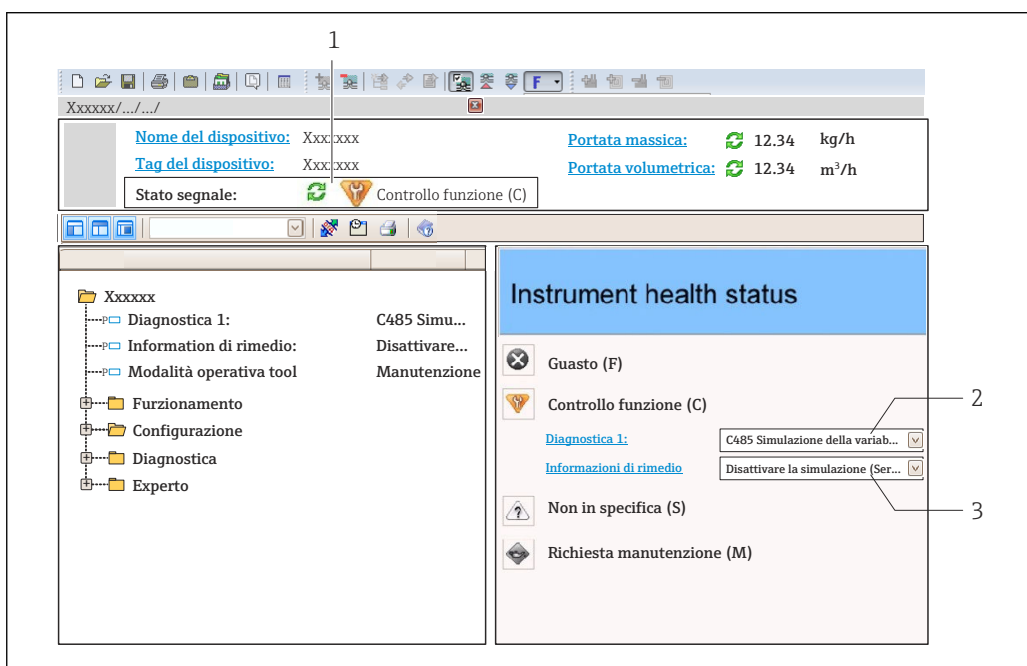 1
F
Xxxxxx/.../.../
Nome del dispositivo: Xxxxxxx
Portata massica: 12.34 kg/h
Tag del dispositivo: Xxxxxxx
Portata volumetrica: 12.34 m³/h
Stato segnale: Controllo funzione (C)
Xxxxxx
P Diagnostica 1: C485 Simu...
P Information di rimedio: Disattivare...
P Modalità operativa tool Manutenzione
Furzionamento
Configurazione
Diagnostica
Experto
Instrument health status
Guasto (F)
Controllo funzione (C)
2
Diagnostica 1: C485 Simulazione della variab...
Informazioni di rimedio Disattivare la simulazione (Ser...
Non in specifica (S)
3
Richiesta manutenzione (M)